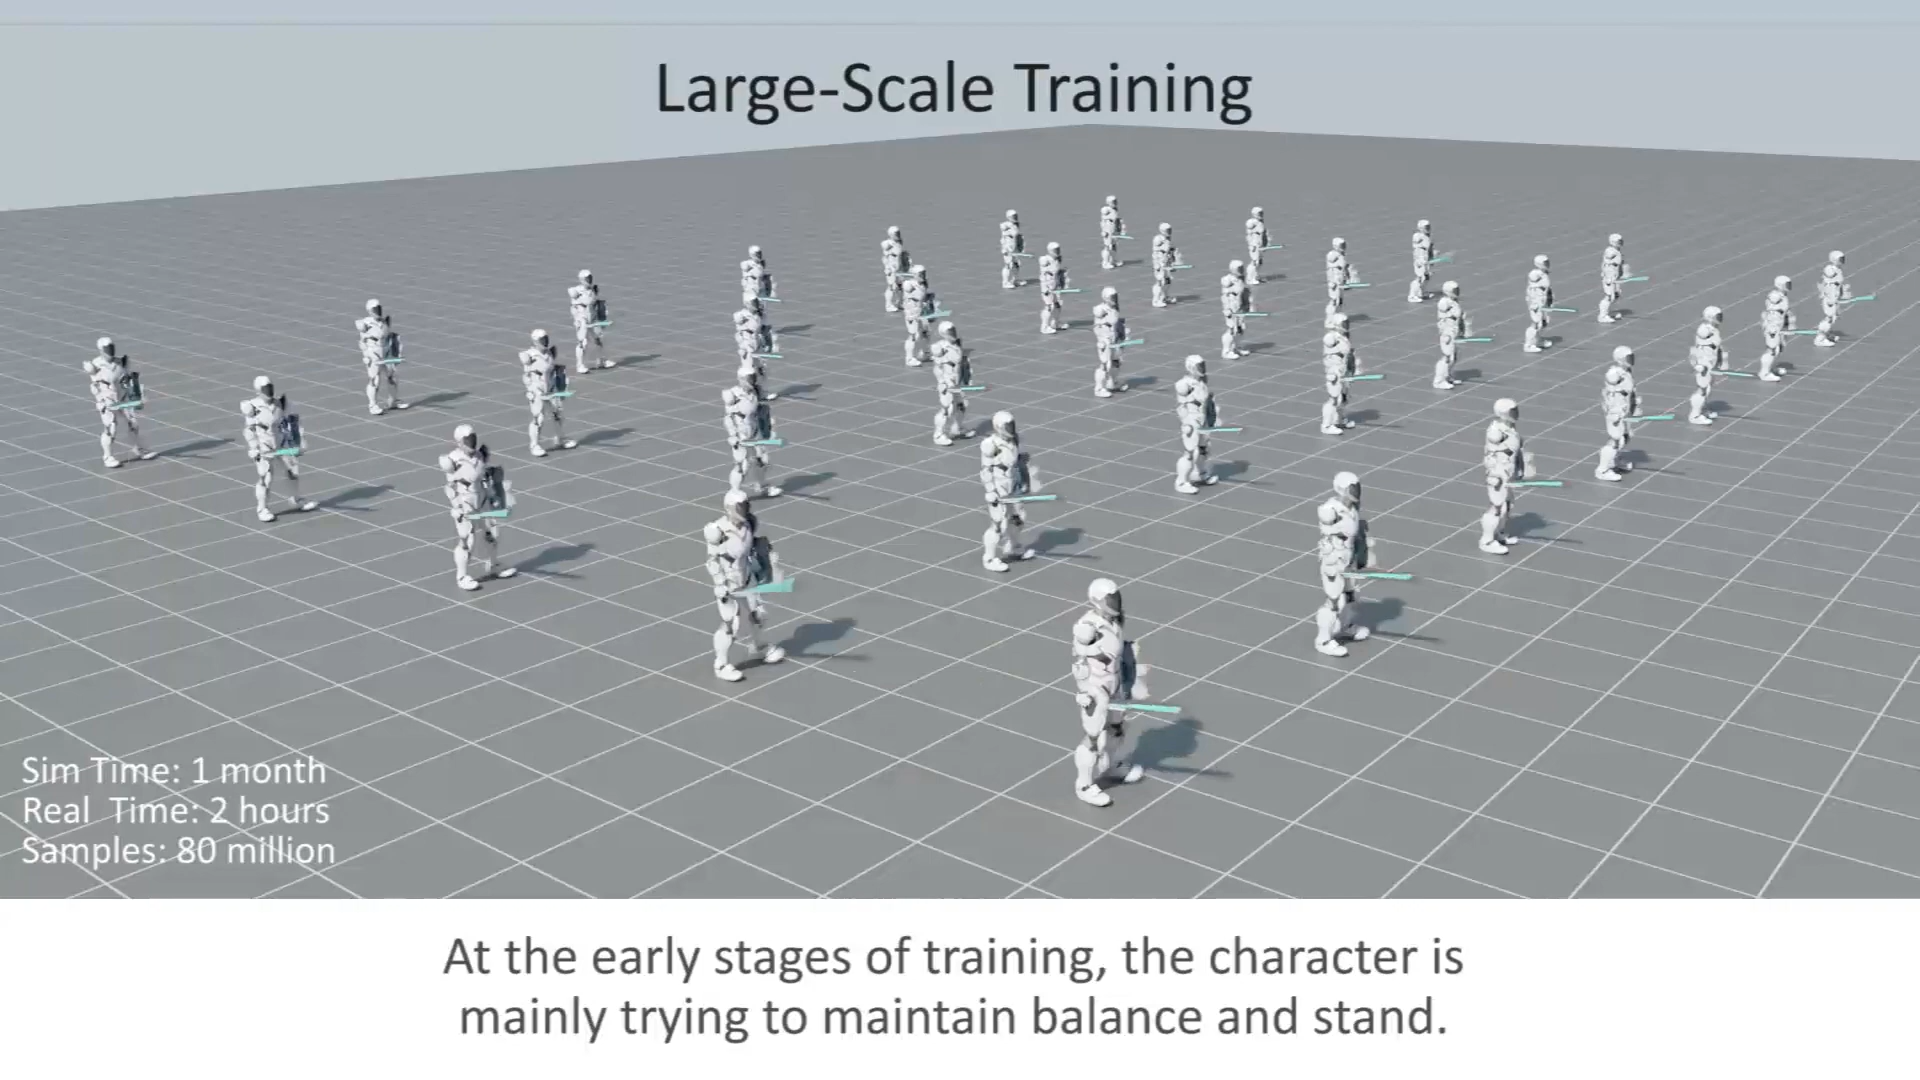 Large-Scale Training
Sim Time: 1 month
Real Time: 2 hours
Samples: 80 million
At the early stages of training, the character is
mainly trying to maintain balance and stand.